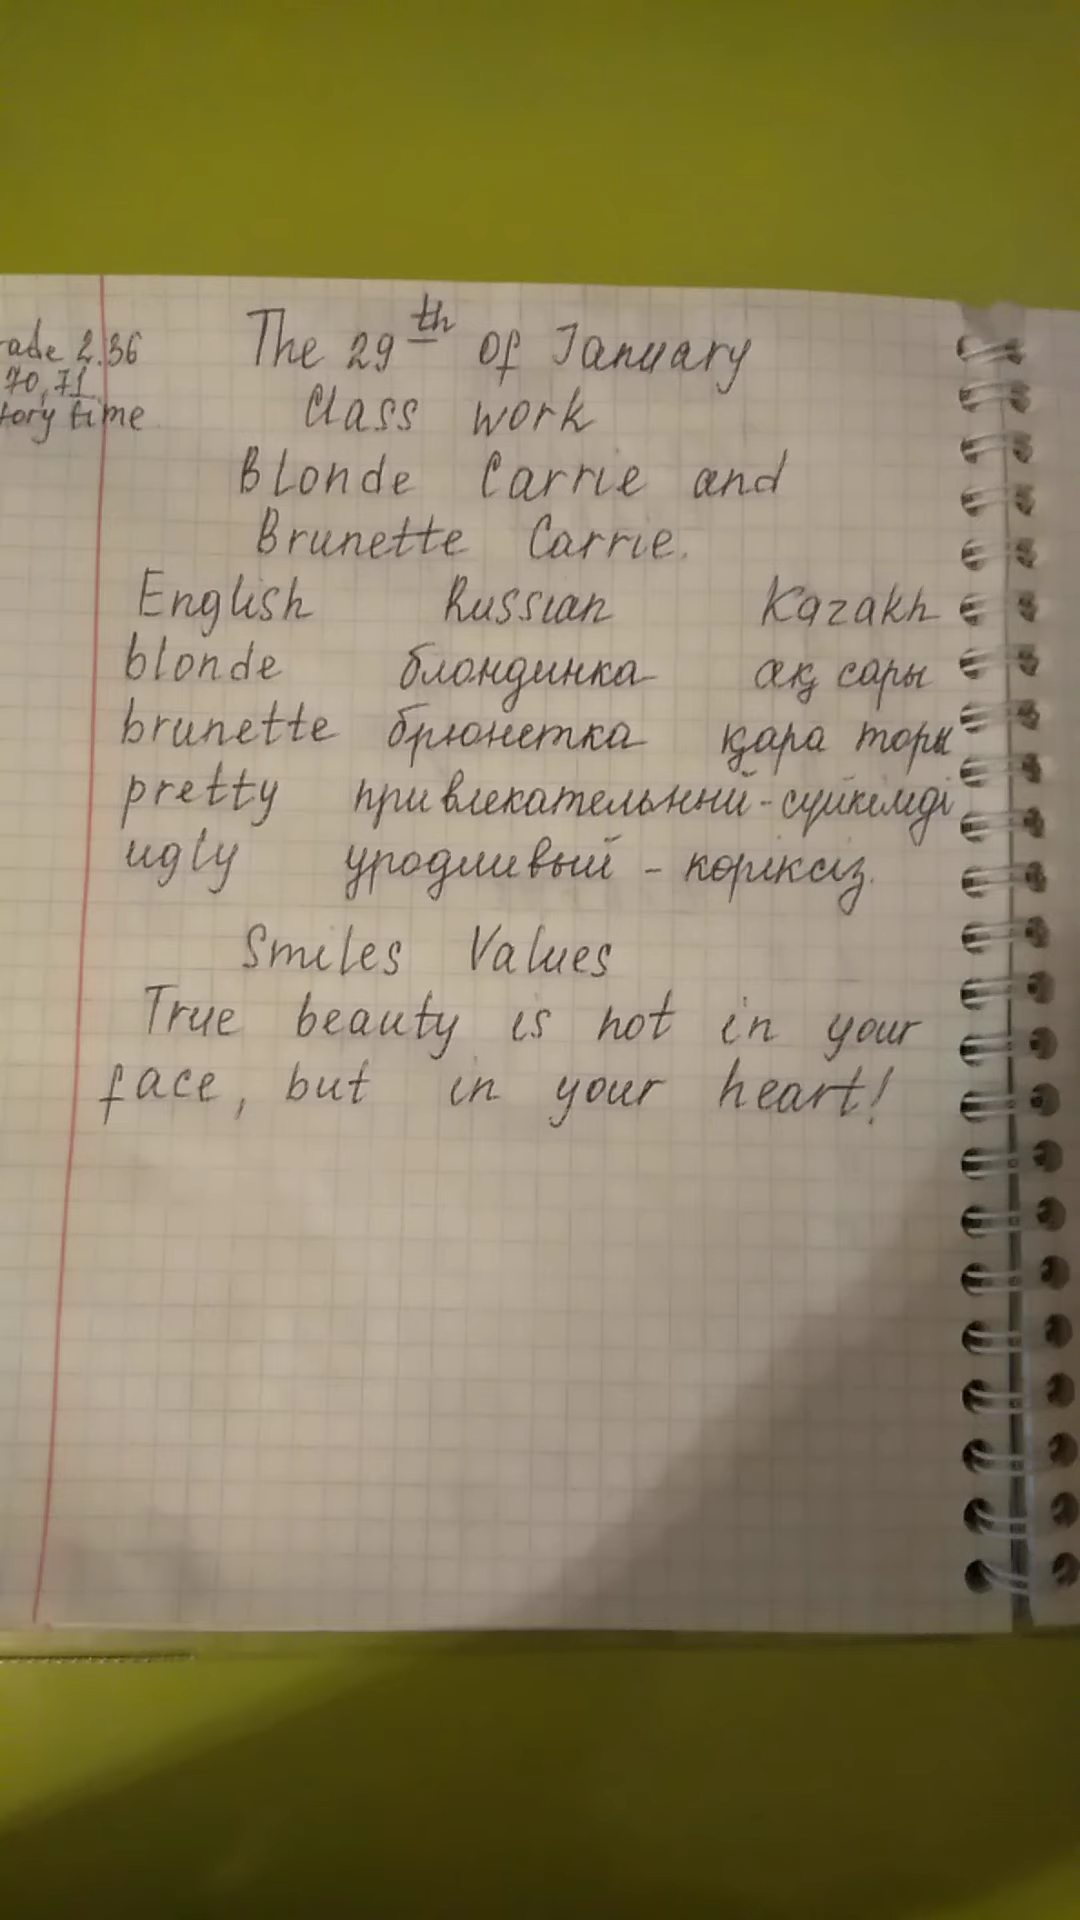 2.36
70, 71
time
The 29th of January
Class work
Blonde Carrie and
Brunette Carrie.
English Russian Kazakh
blonde блондинка ақ сары
brunette брюнетка қара торы
pretty привлекательный - сүйкімді
ugly уродливый - көріксіз.
Smiles Values
True beauty is not in your
face, but in your heart!